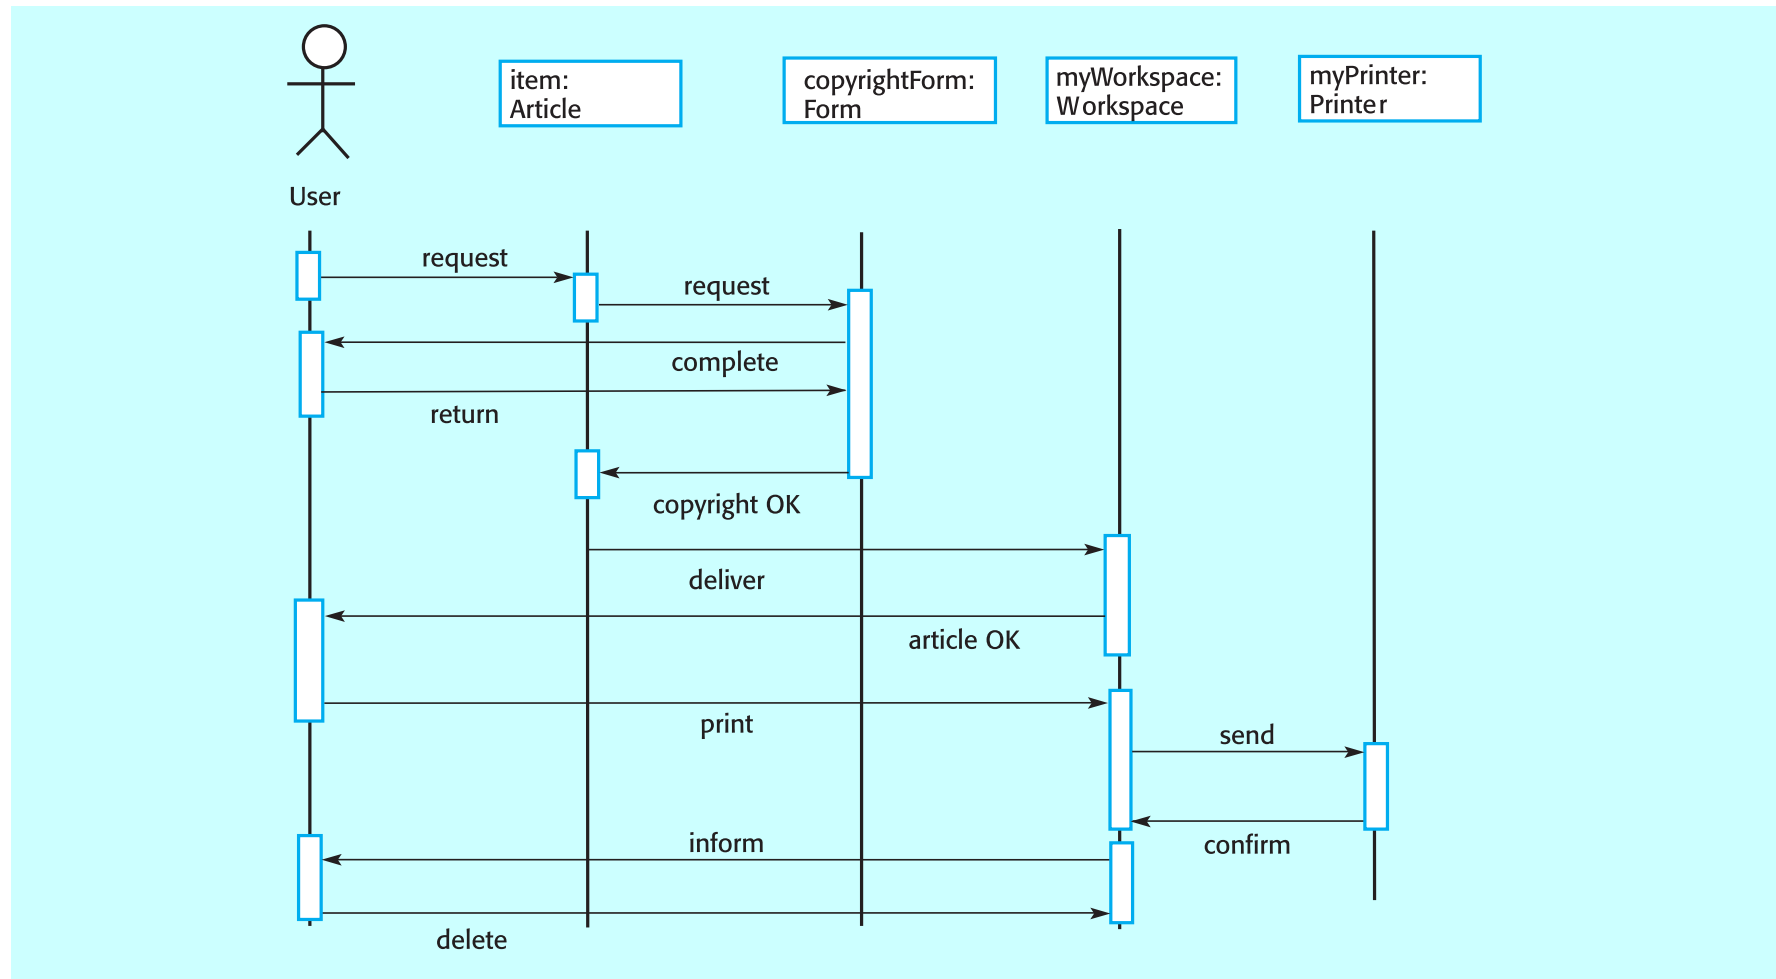 item:
Article
copyrightForm:
Form
myWorkspace:
Workspace
myPrinter:
Printer
User
request
request
complete
return
copyright OK
deliver
article OK
print
send
confirm
inform
delete